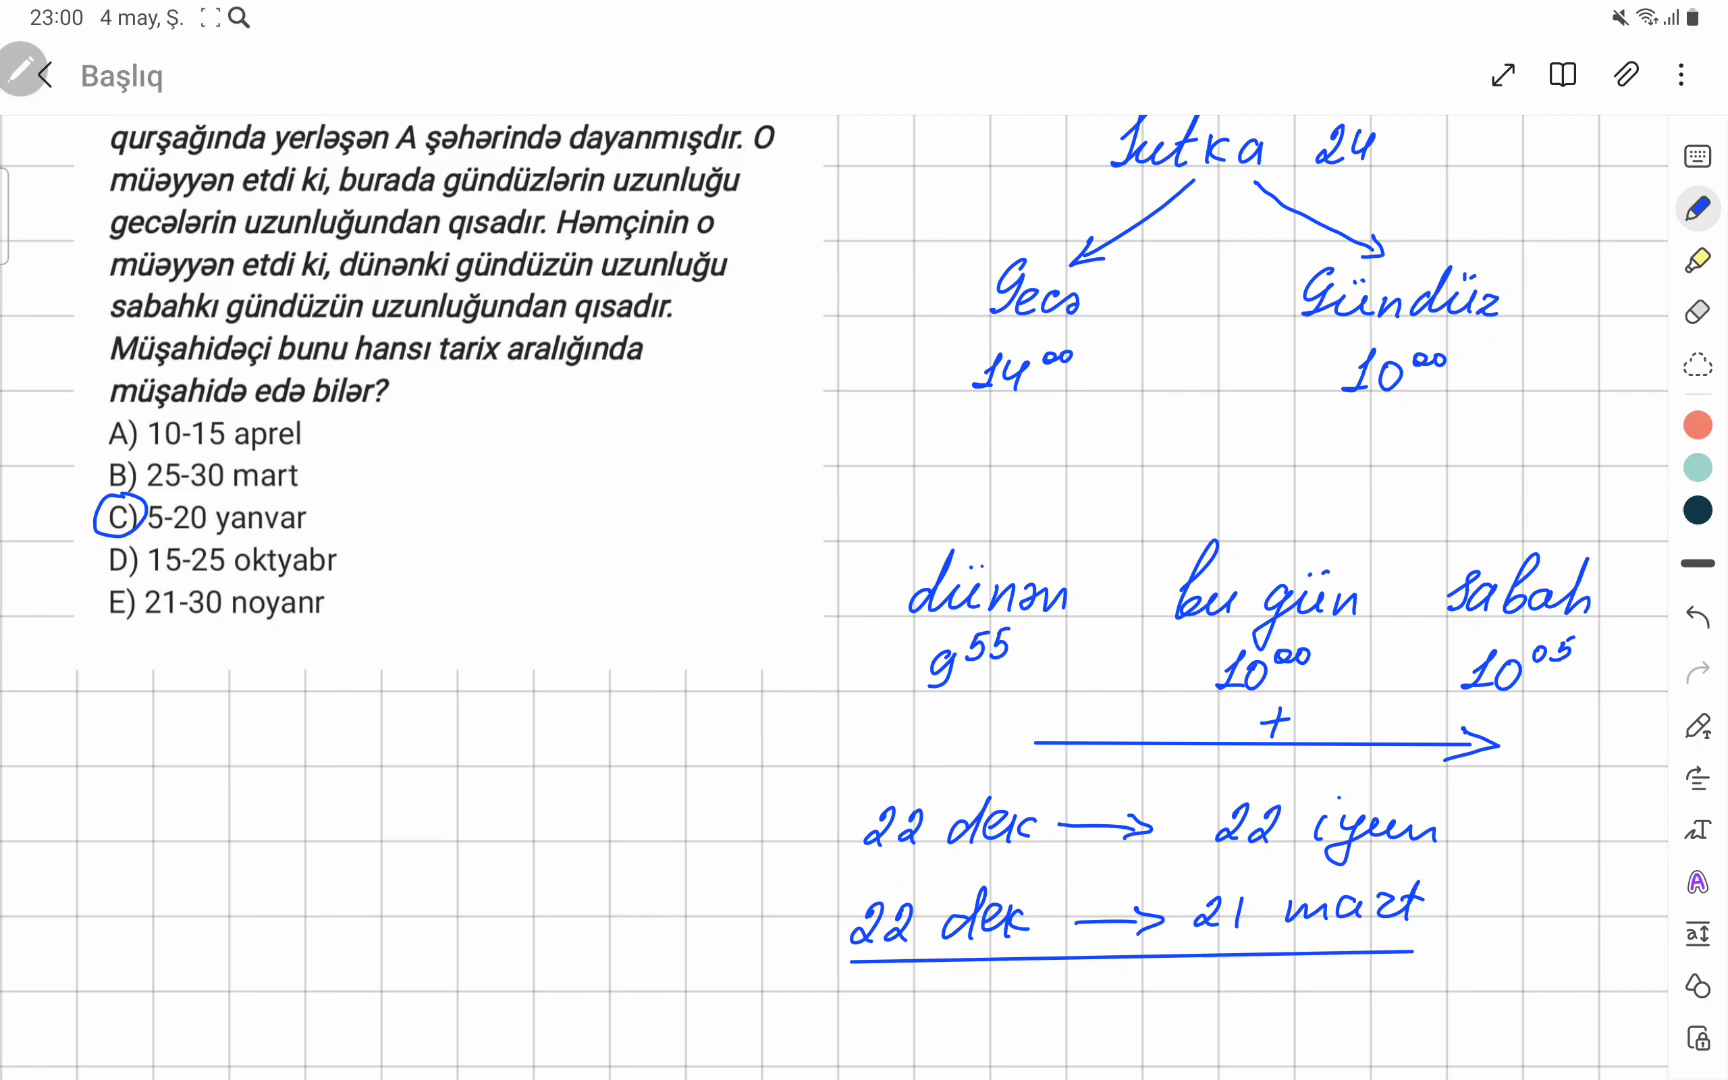 23:00 4 may, Ş.
Başlıq
qurşağında yerləşən A şəhərində dayanmışdır. O
müəyyən etdi ki, burada gündüzlərin uzunluğu
gecələrin uzunluğundan qısadır. Həmçinin o
müəyyən etdi ki, dünənki gündüzün uzunluğu
sabahkı gündüzün uzunluğundan qısadır.
Müşahidəçi bunu hansı tarix aralığında
müşahidə edə bilər?
A) 10-15 aprel
B) 25-30 mart
C) 5-20 yanvar
D) 15-25 oktyabr
E) 21-30 noyanr
Sutka 24
Gecə Gündüz
14⁰⁰ 10⁰⁰
dünən bu gün sabah
9⁵⁵ 10⁰⁰ 10⁰⁵
+
22 dek → 22 iyun
22 dek → 21 mart